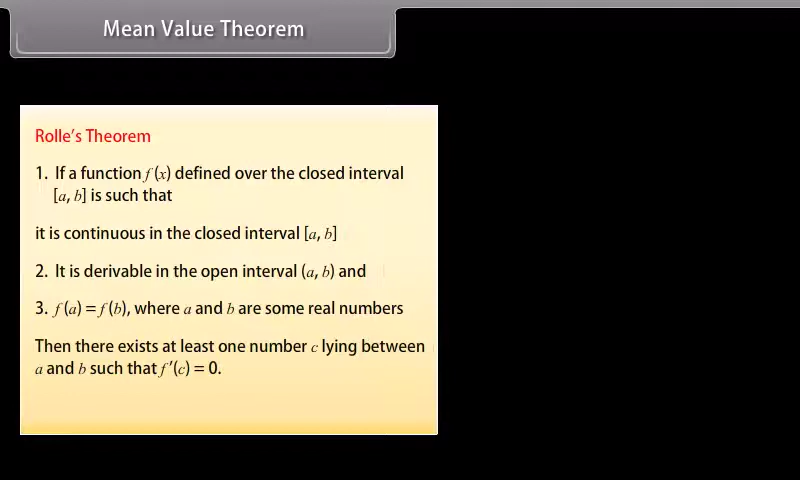 Mean Value Theorem
Rolle's Theorem
1. If a function f (x) defined over the closed interval
[a, b] is such that
it is continuous in the closed interval [a, b]
2. It is derivable in the open interval (a, b) and
3. f (a) = f (b), where a and b are some real numbers
Then there exists at least one number c lying between
a and b such that f ′(c) = 0.